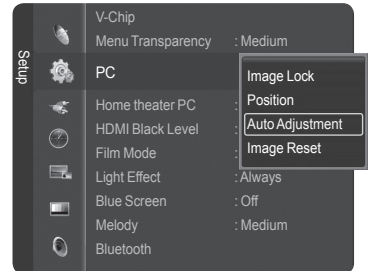 Setup
V-Chip
Menu Transparency : Medium
PC
Home theater PC :
HDMI Black Level :
Film Mode :
Light Effect : Always
Blue Screen : Off
Melody : Medium
Bluetooth
Image Lock
Position
Auto Adjustment
Image Reset